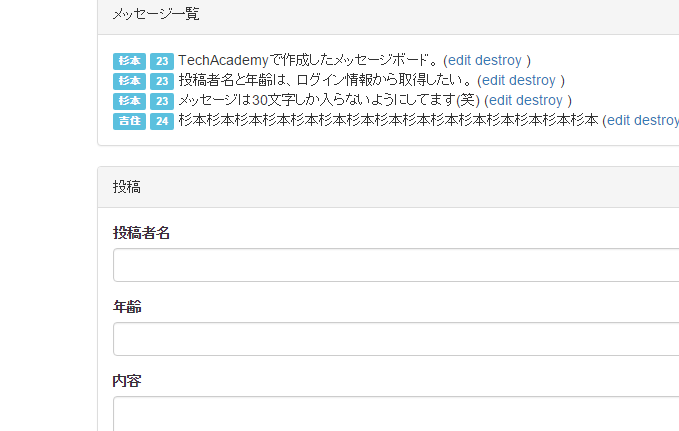 メッセージ一覧
杉本 23 TechAcademyで作成したメッセージボード。 (edit destroy )
杉本 23 投稿者名と年齢は、ログイン情報から取得したい。 (edit destroy )
杉本 23 メッセージは30文字しか入らないようにしてます(笑) (edit destroy )
吉住 24 杉本杉本杉本杉本杉本杉本杉本杉本杉本杉本杉本杉本杉本杉本杉本 (edit destroy
投稿
投稿者名
年齢
内容